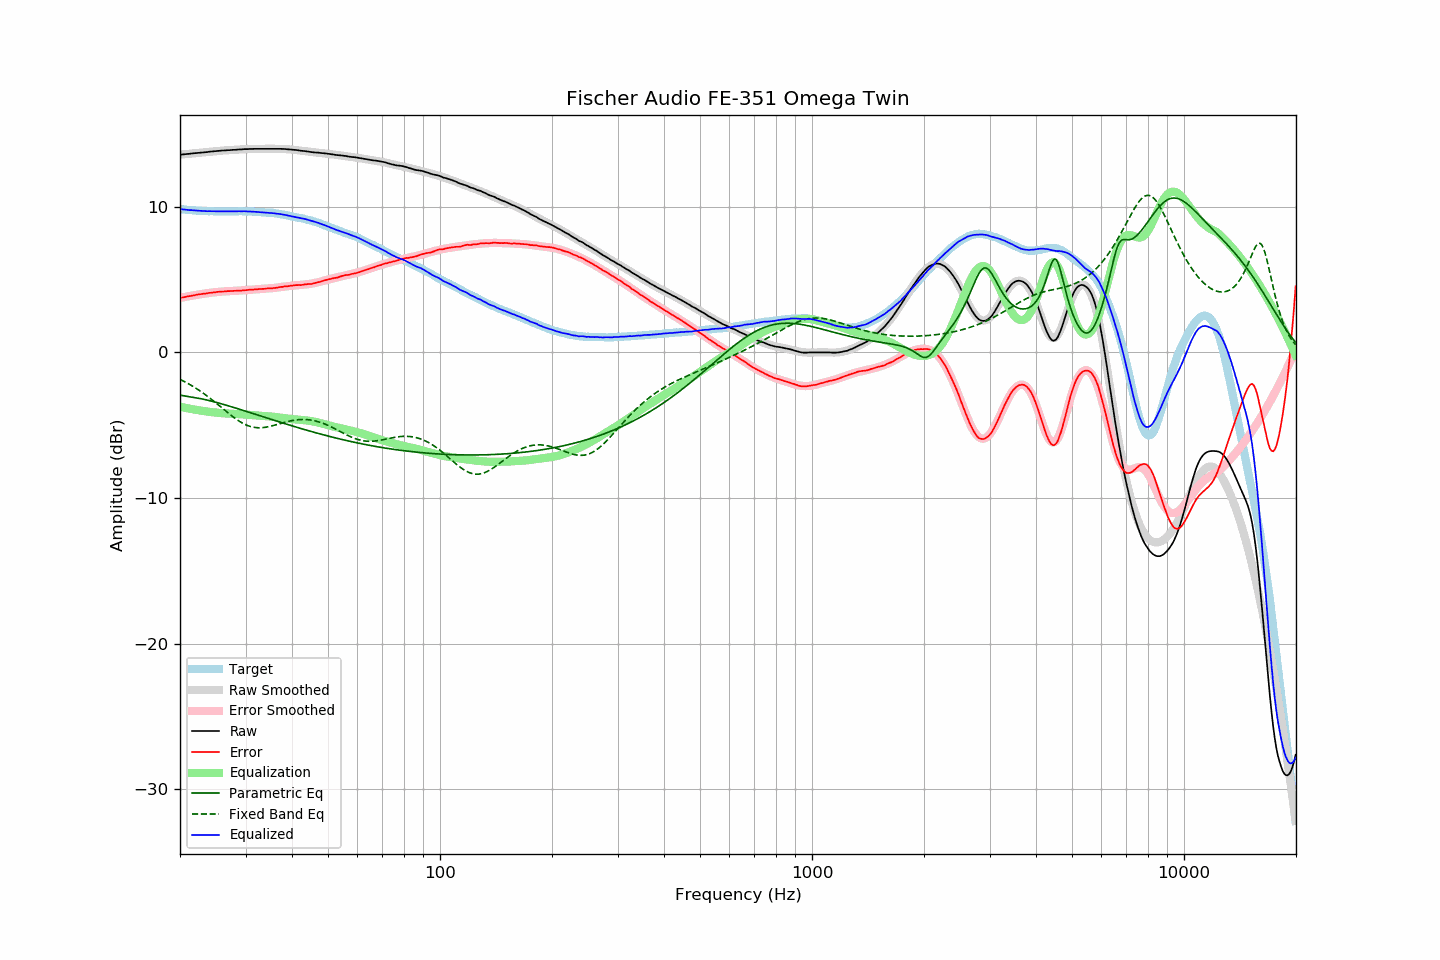 Fischer Audio FE-351 Omega Twin
10
0
−10
−20
−30
Amplitude (dBr)
Target
Raw Smoothed
Error Smoothed
Raw
Error
Equalization
Parametric Eq
Fixed Band Eq
Equalized
100
1000
10000
Frequency (Hz)